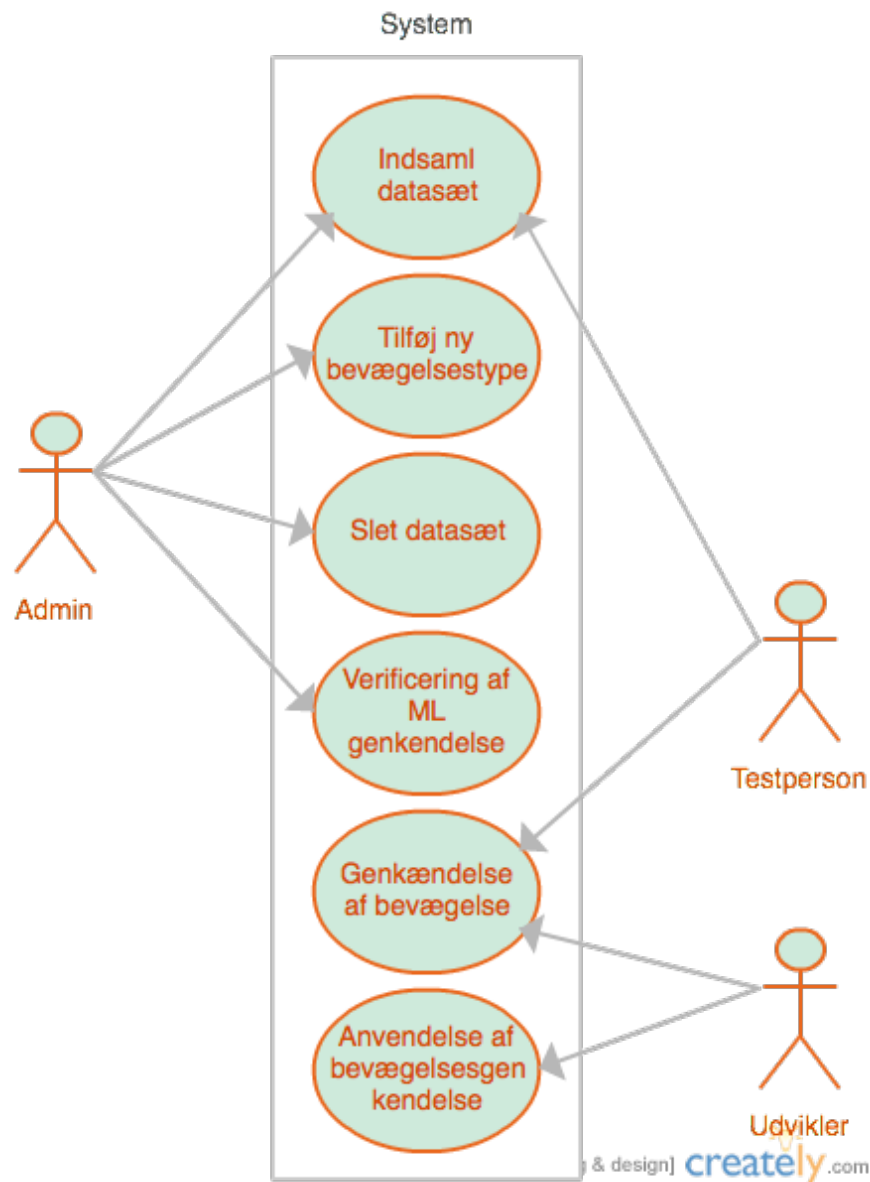 System
Indsaml
datasæt
Tilføj ny
bevægelsestype
Slet datasæt
Admin
Verificering af
ML
genkendelse
Testperson
Genkændelse
af bevægelse
Anvendelse af
bevægelsesgen
kendelse
Udvikler
& design] creately.com